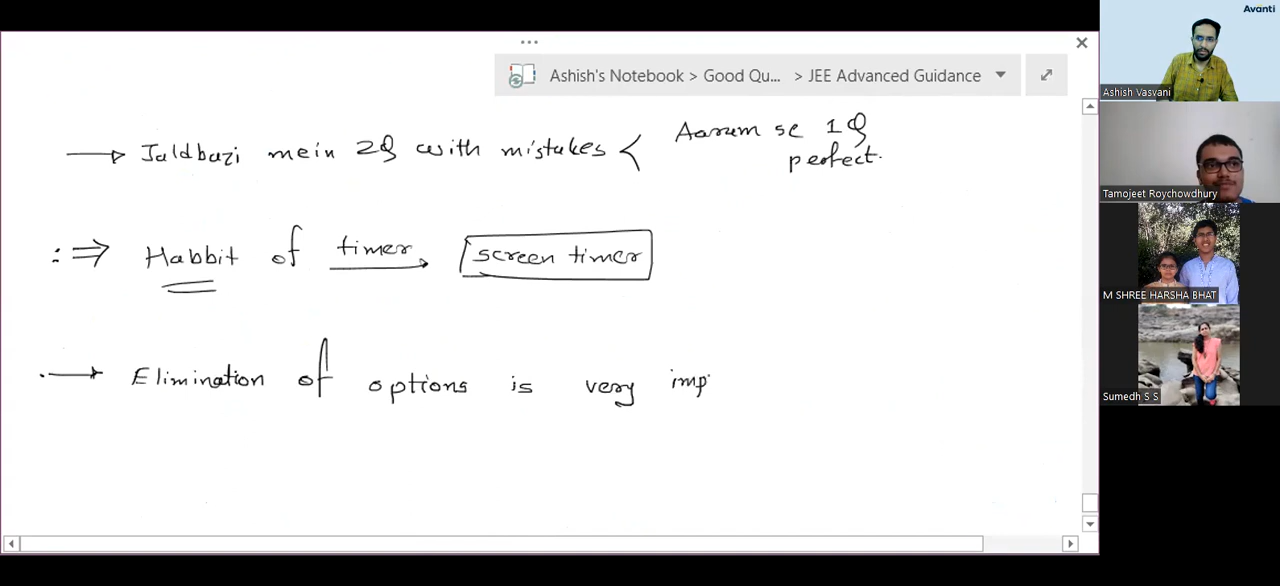 Avanti
Ashish's Notebook > Good Qu... > JEE Advanced Guidance
Ashish Vasvani
Jaldbazi mein 2Q with mistakes < Aaram se 1Q
perfect.
Tamojeet Roychowdhury
:⇒ Habbit of timer → screen timer
M SHREE HARSHA BHAT
.→ Elimination of options is very imp.
Sumedh S S